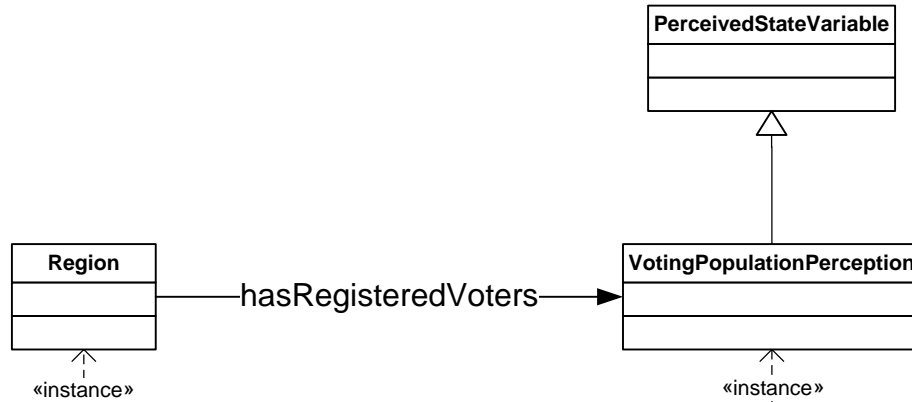 PerceivedStateVariable
Region
VotingPopulationPerception
hasRegisteredVoters
«instance»
«instance»